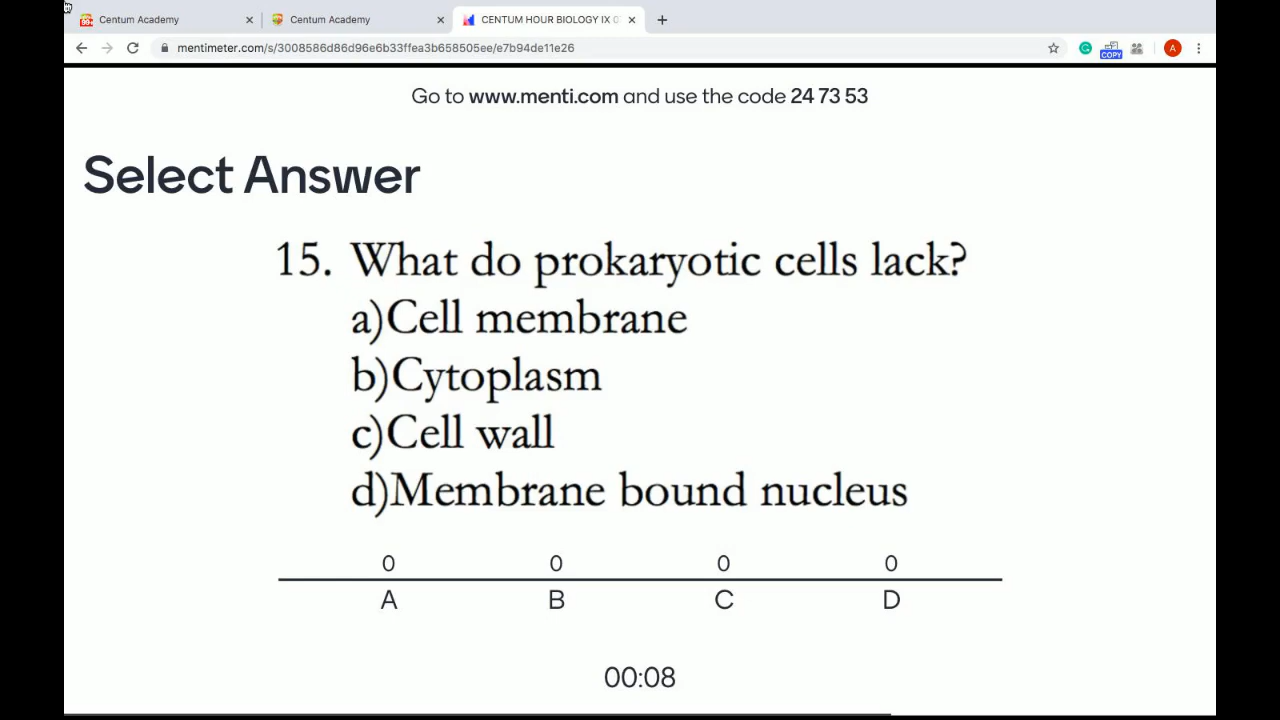 Centum Academy
Centum Academy
CENTUM HOUR BIOLOGY IX
mentimeter.com/s/3008586d86d96e6b33ffea3b658505ee/e7b94de11e26
COPY
A
Go to www.menti.com and use the code 24 73 53
Select Answer
15. What do prokaryotic cells lack?
a)Cell membrane
b)Cytoplasm
c)Cell wall
d)Membrane bound nucleus
0 0 0 0
A B C D
00:08